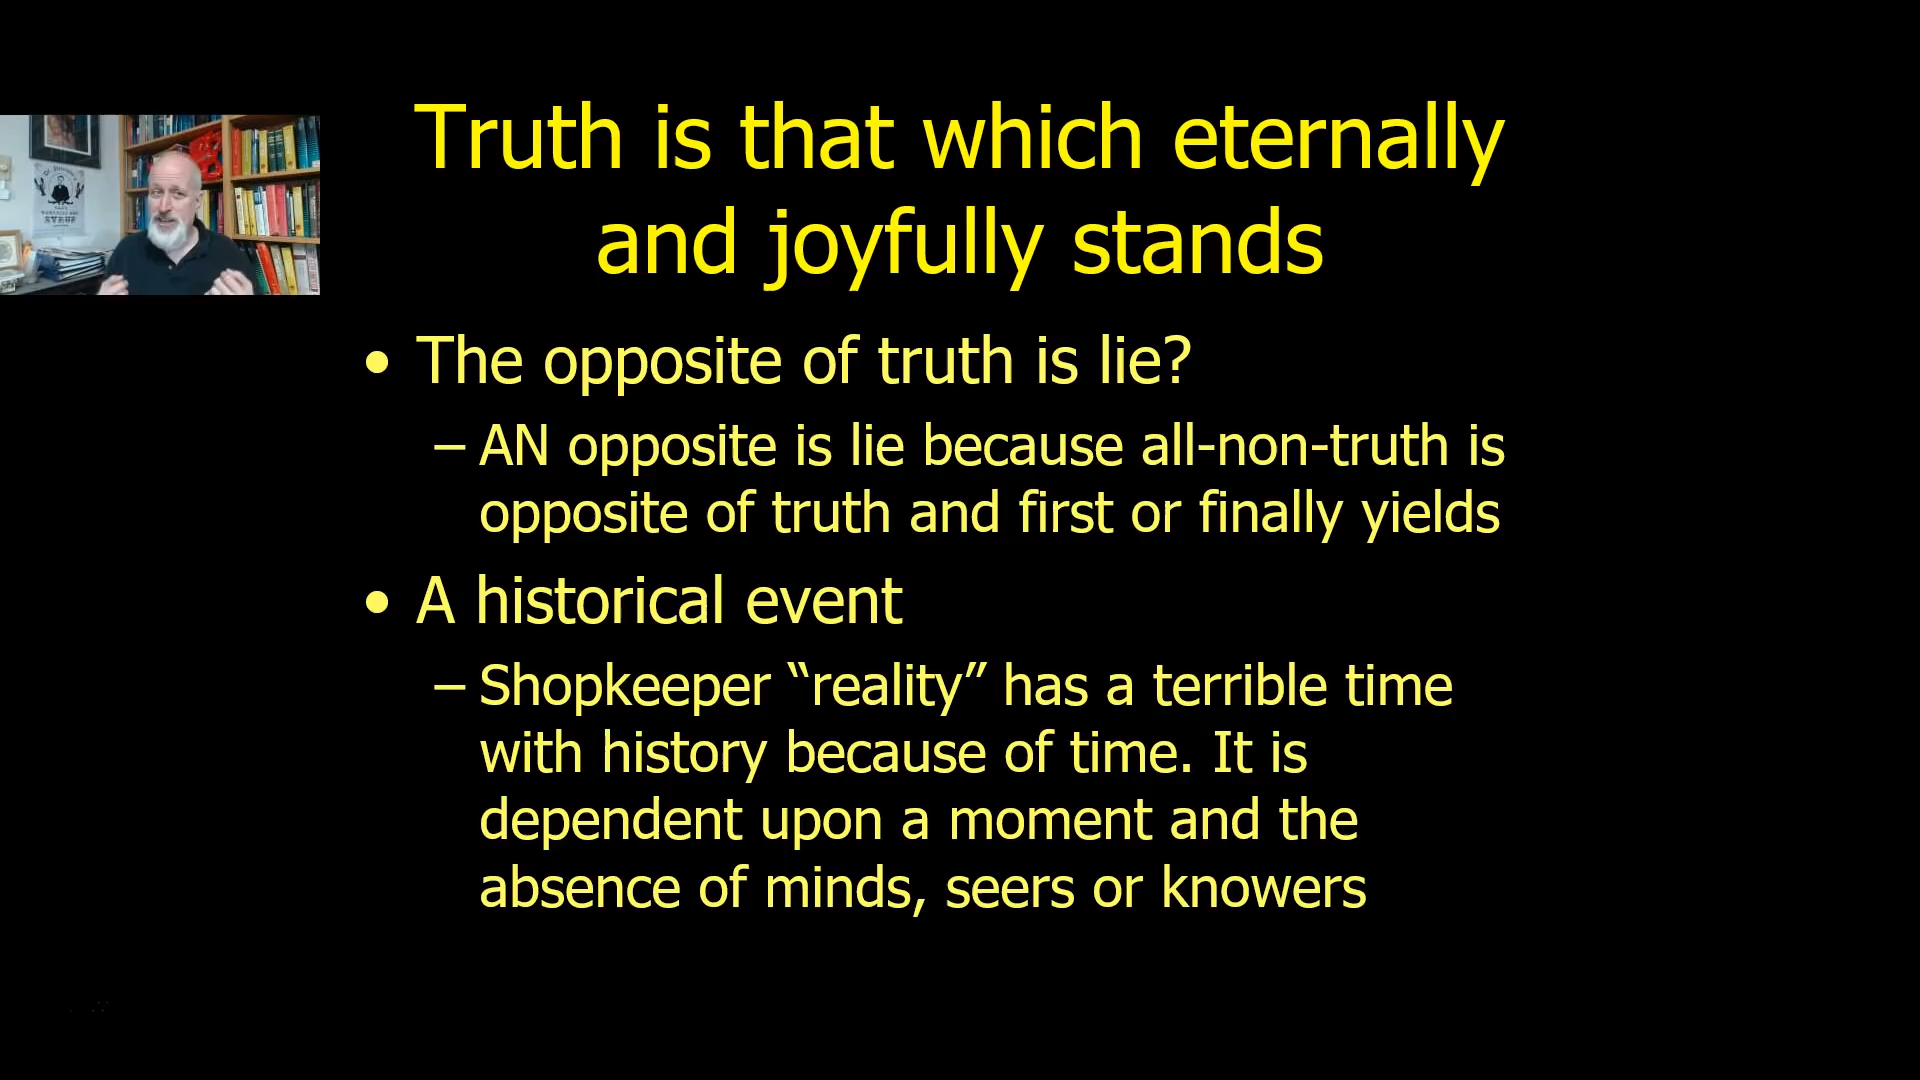 Truth is that which eternally
and joyfully stands
• The opposite of truth is lie?
– AN opposite is lie because all-non-truth is
opposite of truth and first or finally yields
• A historical event
– Shopkeeper “reality” has a terrible time
with history because of time. It is
dependent upon a moment and the
absence of minds, seers or knowers